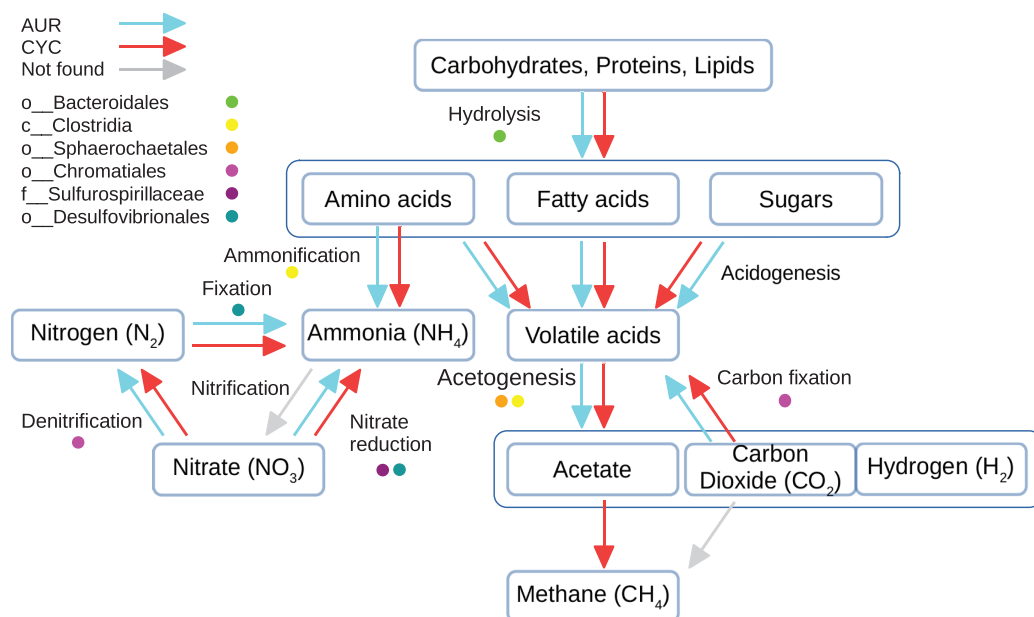 AUR
CYC
Not found
o__Bacteroidales
c__Clostridia
o__Sphaerochaetales
o__Chromatiales
f__Sulfurospirillaceae
o__Desulfovibrionales
Carbohydrates, Proteins, Lipids
Hydrolysis
Amino acids
Fatty acids
Sugars
Ammonification
Acidogenesis
Fixation
Nitrogen (N2)
Ammonia (NH4)
Volatile acids
Nitrification
Acetogenesis
Carbon fixation
Denitrification
Nitrate
reduction
Nitrate (NO3)
Acetate
Carbon
Dioxide (CO2)
Hydrogen (H2)
Methane (CH4)